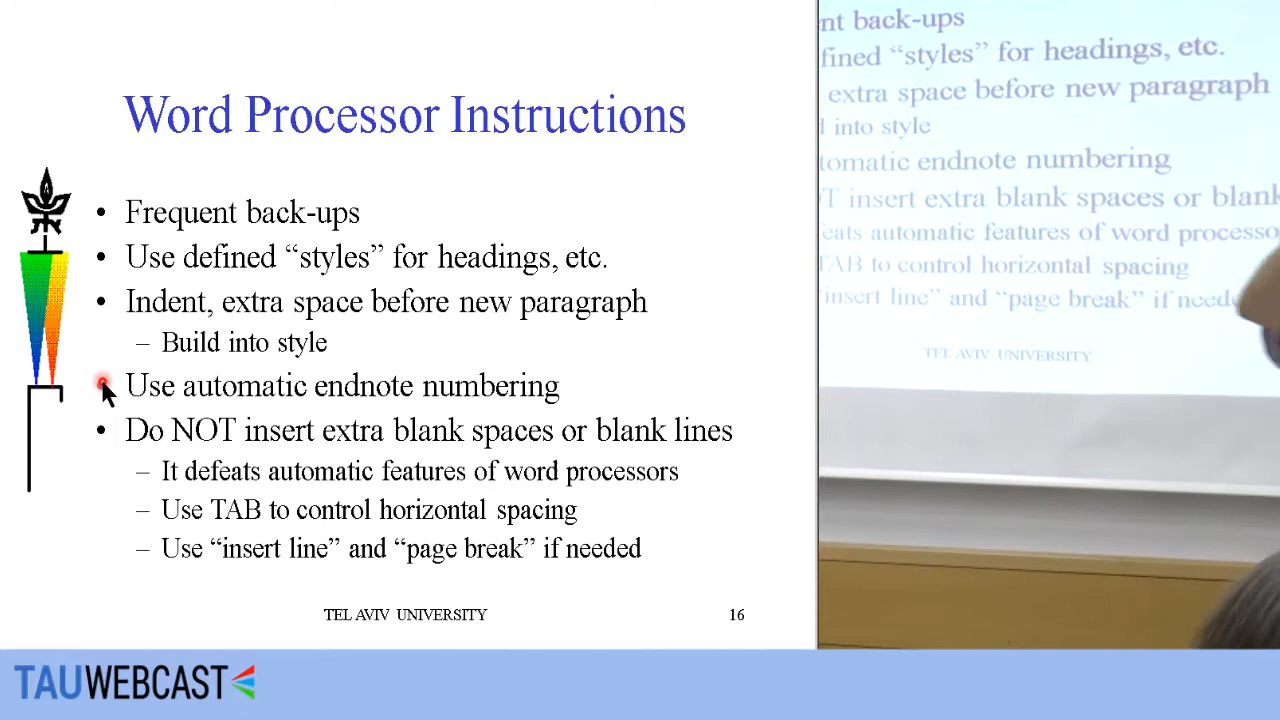 Word Processor Instructions
• Frequent back-ups
• Use defined “styles” for headings, etc.
• Indent, extra space before new paragraph
– Build into style
Use automatic endnote numbering
• Do NOT insert extra blank spaces or blank lines
– It defeats automatic features of word processors
– Use TAB to control horizontal spacing
– Use “insert line” and “page break” if needed
TEL AVIV UNIVERSITY
16
TAUWEBCAST
nt back-ups
fined “styles” for headings, etc.
extra space before new paragraph
l into style
tomatic endnote numbering
T insert extra blank spaces or blank
eats automatic features of word processo
TAB to control horizontal spacing
“insert line” and “page break” if neede
TEL AVIV UNIVERSITY